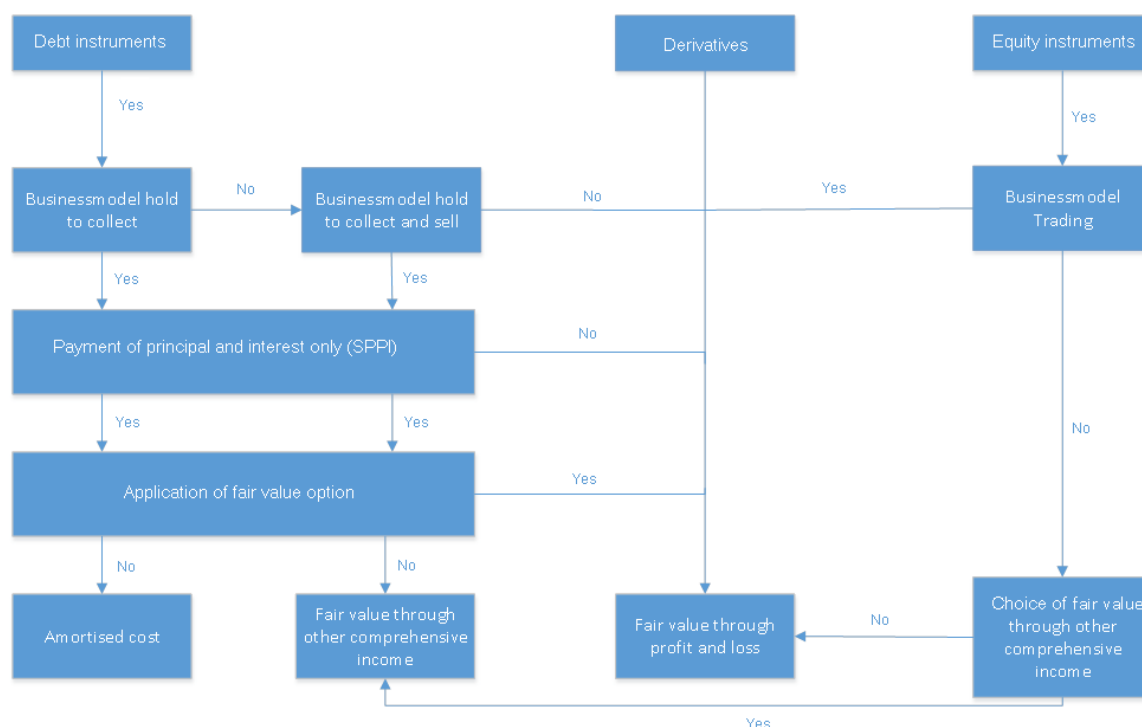 Debt instruments
Derivatives
Equity instruments
Yes
Yes
Businessmodel hold
to collect
No
Businessmodel hold
to collect and sell
No
Yes
Businessmodel
Trading
Yes
Yes
Payment of principal and interest only (SPPI)
No
Yes
Yes
No
Application of fair value option
Yes
No
No
Amortised cost
Fair value through
other comprehensive
income
Fair value through
profit and loss
No
Choice of fair value
through other
comprehensive
income
Yes